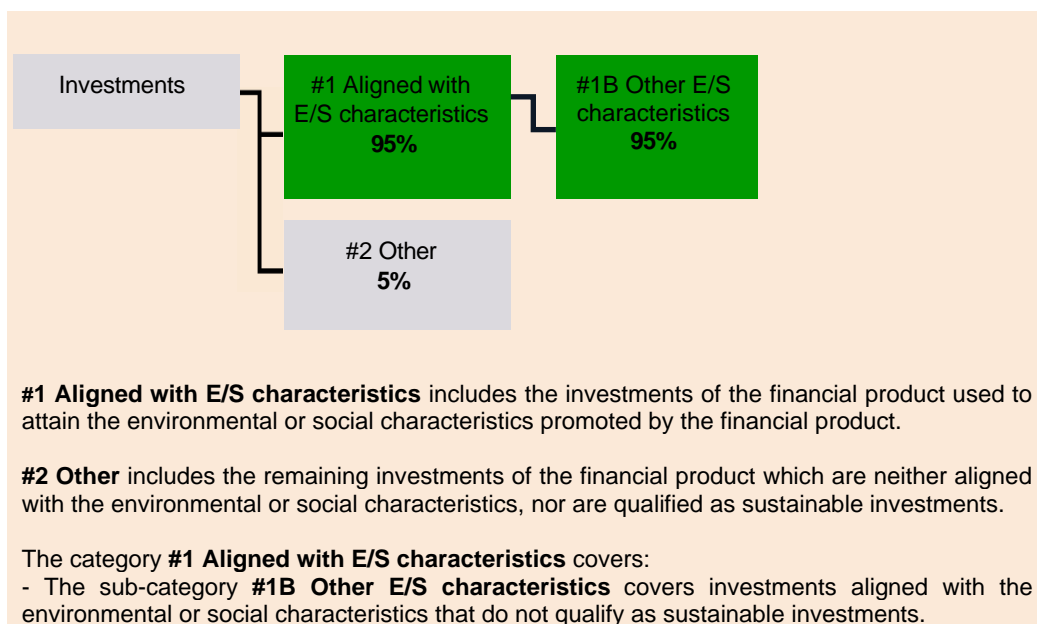 Investments
#1 Aligned with
E/S characteristics
95%
#1B Other E/S
characteristics
95%
#2 Other
5%
#1 Aligned with E/S characteristics includes the investments of the financial product used to
attain the environmental or social characteristics promoted by the financial product.
#2 Other includes the remaining investments of the financial product which are neither aligned
with the environmental or social characteristics, nor are qualified as sustainable investments.
The category #1 Aligned with E/S characteristics covers:
- The sub-category #1B Other E/S characteristics covers investments aligned with the
environmental or social characteristics that do not qualify as sustainable investments.